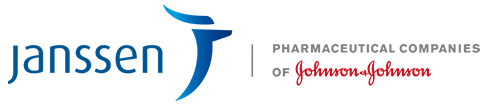 janssen
PHARMACEUTICAL COMPANIES
OF Johnson & Johnson